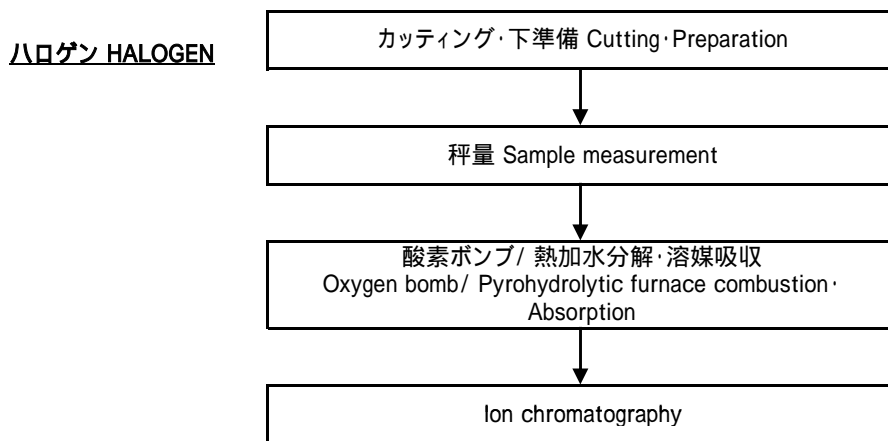 ハロゲン HALOGEN
カッティング・下準備 Cutting・Preparation
秤量 Sample measurement
酸素ボンブ/ 熱加水分解・溶媒吸収
Oxygen bomb/ Pyrohydrolytic furnace combustion・
Absorption
Ion chromatography